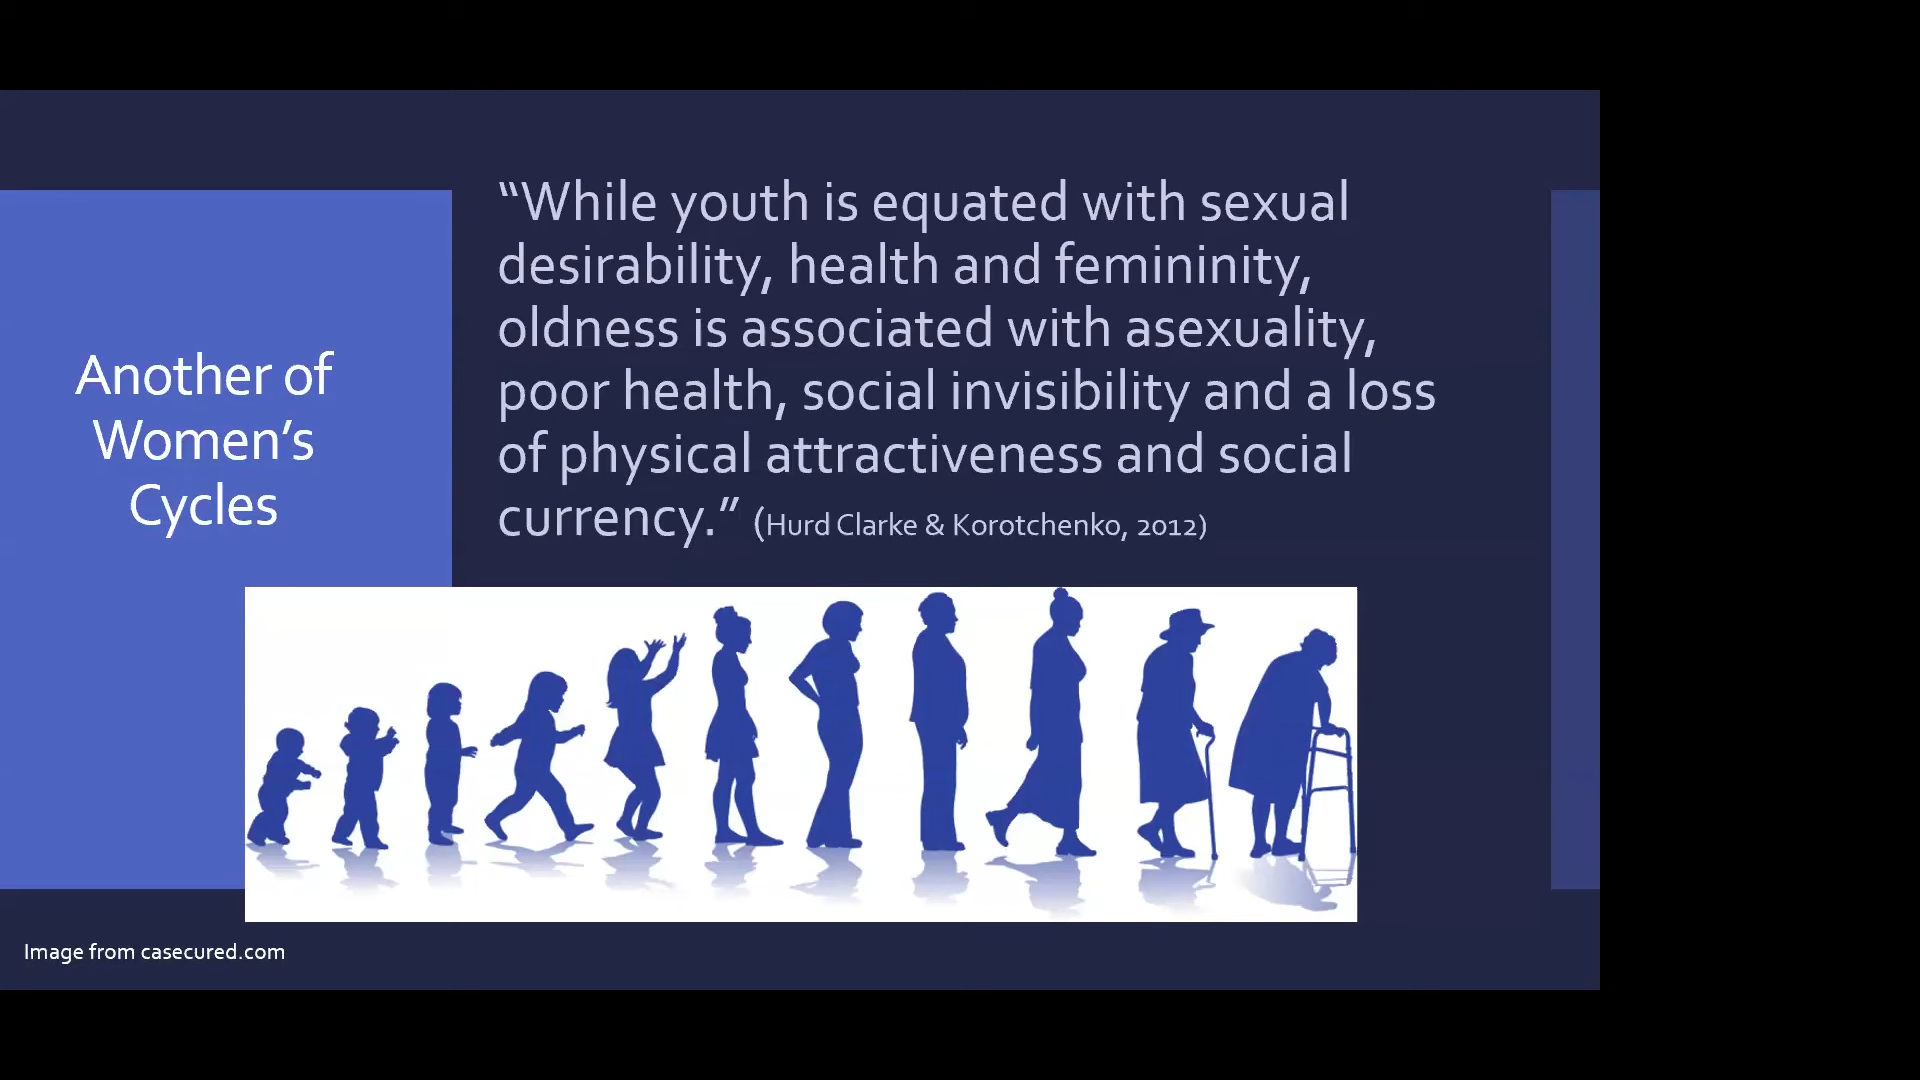 Another of
Women’s
Cycles
“While youth is equated with sexual
desirability, health and femininity,
oldness is associated with asexuality,
poor health, social invisibility and a loss
of physical attractiveness and social
currency.” (Hurd Clarke & Korotchenko, 2012)
Image from casecured.com